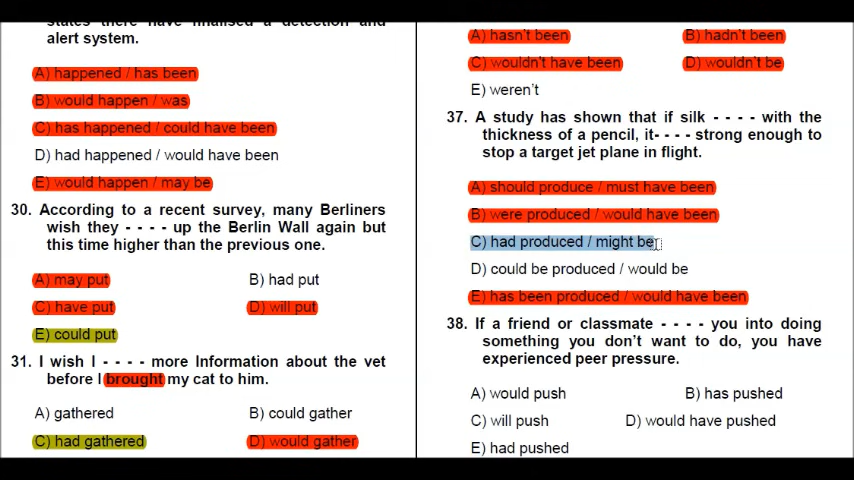 states there have finalised a detection and
alert system.
A) happened / has been
B) would happen / was
C) has happened / could have been
D) had happened / would have been
E) would happen / may be
30. According to a recent survey, many Berliners
wish they - - - - up the Berlin Wall again but
this time higher than the previous one.
A) may put B) had put
C) have put D) will put
E) could put
31. I wish I - - - - more Information about the vet
before I brought my cat to him.
A) gathered B) could gather
C) had gathered D) would gather
A) hasn't been B) hadn't been
C) wouldn't have been D) wouldn't be
E) weren't
37. A study has shown that if silk - - - - with the
thickness of a pencil, it- - - - strong enough to
stop a target jet plane in flight.
A) should produce / must have been
B) were produced / would have been
C) had produced / might be
D) could be produced / would be
E) has been produced / would have been
38. If a friend or classmate - - - - you into doing
something you don't want to do, you have
experienced peer pressure.
A) would push B) has pushed
C) will push D) would have pushed
E) had pushed